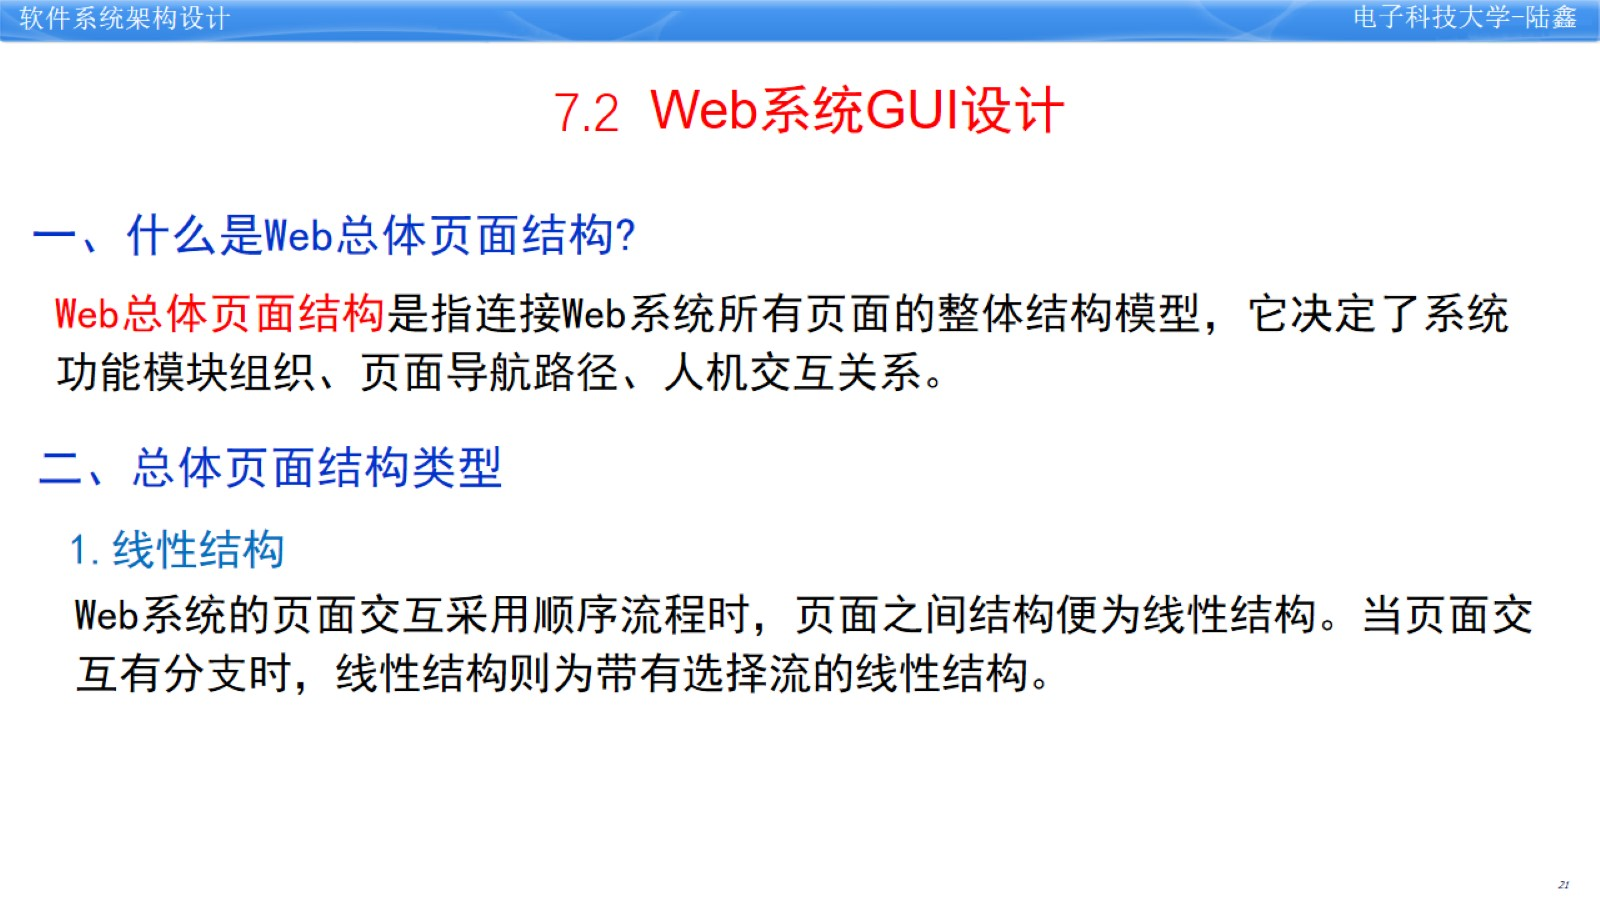 软件系统架构设计
电子科技大学-陆鑫
7.2 Web系统GUI设计
一、什么是Web总体页面结构?
Web总体页面结构是指连接Web系统所有页面的整体结构模型，它决定了系统
功能模块组织、页面导航路径、人机交互关系。
二、总体页面结构类型
1.线性结构
Web系统的页面交互采用顺序流程时，页面之间结构便为线性结构。当页面交
互有分支时，线性结构则为带有选择流的线性结构。
21